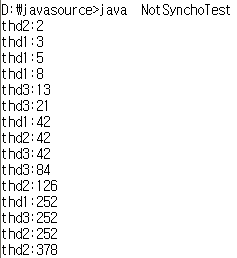 D:₩javasource>java  NotSynchoTest
thd2:2
thd1:3
thd1:5
thd1:8
thd3:13
thd3:21
thd1:42
thd2:42
thd3:42
thd3:84
thd2:126
thd1:252
thd3:252
thd2:252
thd2:378